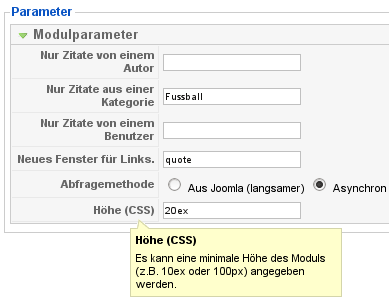 Parameter
Modulparameter
Nur Zitate von einem
Autor
Nur Zitate aus einer
Kategorie
Fussball
Nur Zitate von einem
Benutzer
Neues Fenster für Links.
quote
Abfragemethode
Aus Joomla (langsamer)
Asynchron
Höhe (CSS)
20ex
Höhe (CSS)
Es kann eine minimale Höhe des Moduls
(z.B. 10ex oder 100px) angegeben
werden.